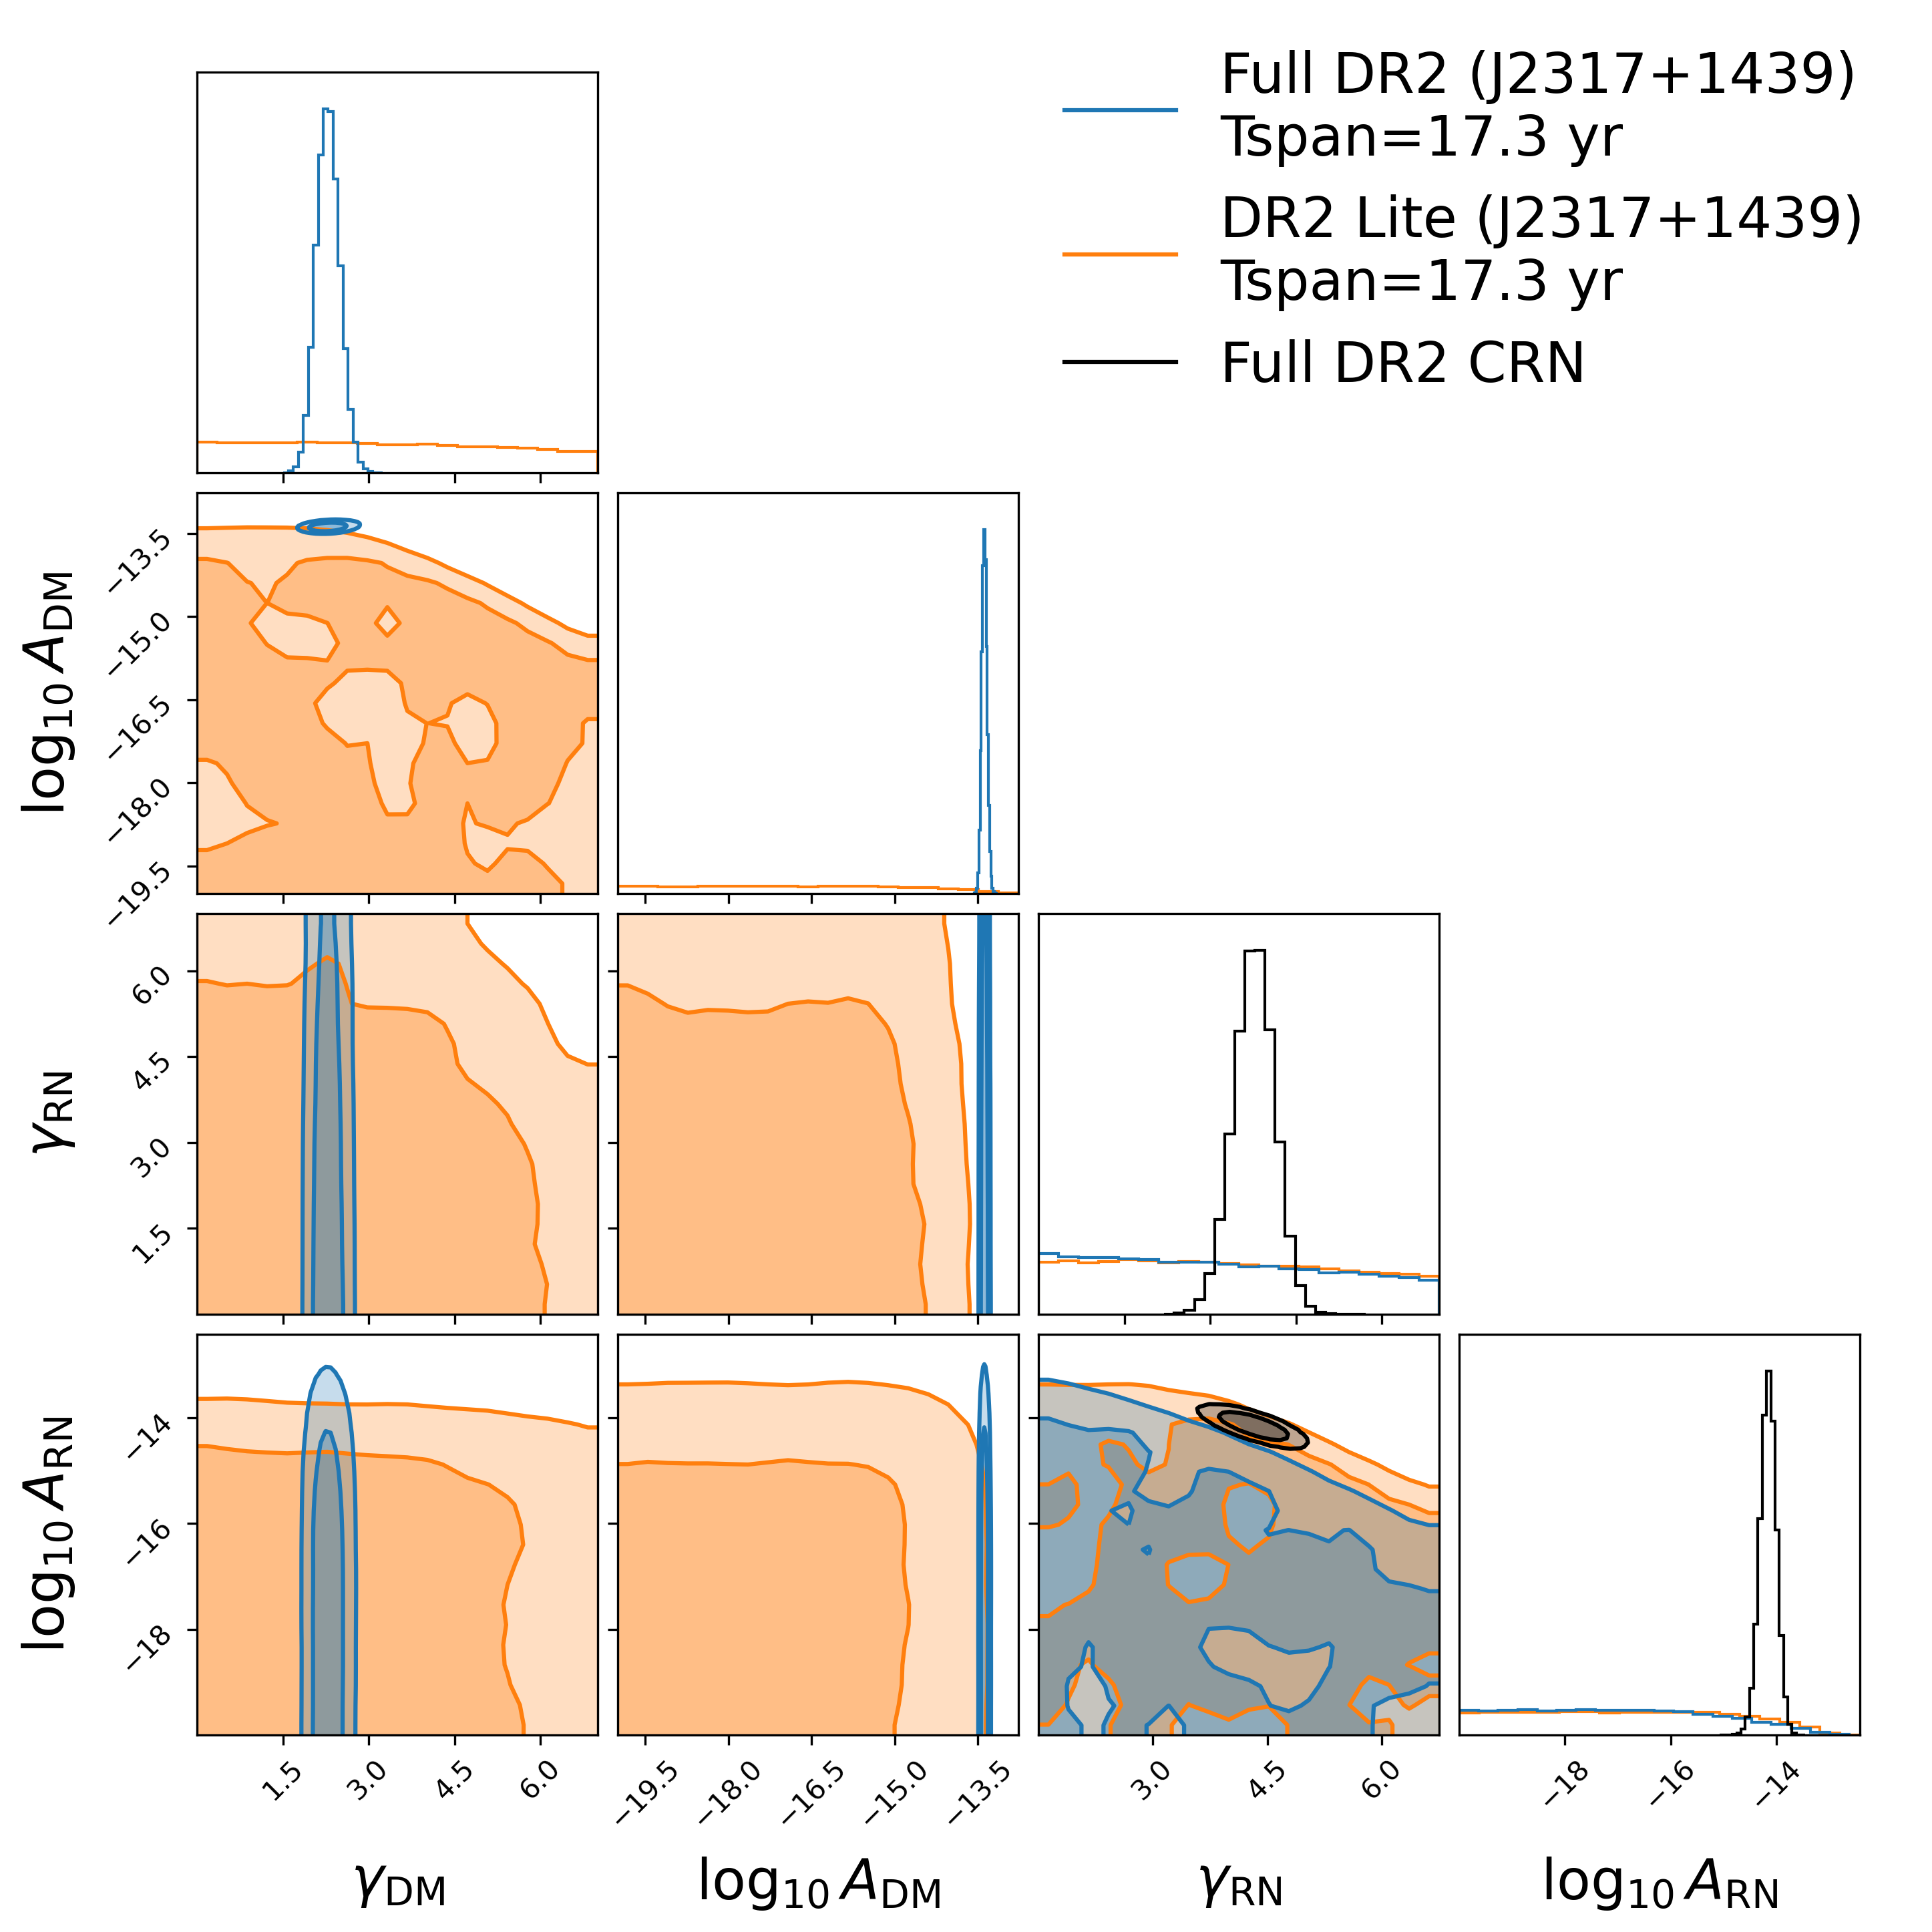 Full DR2 (J2317+1439)
Tspan=17.3 yr
DR2 Lite (J2317+1439)
Tspan=17.3 yr
Full DR2 CRN
log₁₀ A_DM
−13.5
−15.0
−16.5
−18.0
−19.5
γ_RN
6.0
4.5
3.0
1.5
log₁₀ A_RN
−14
−16
−18
1.5 3.0 4.5 6.0 −19.5 −18.0 −16.5 −15.0 −13.5 3.0 4.5 6.0 −18 −16 −14
γ_DM log₁₀ A_DM γ_RN log₁₀ A_RN